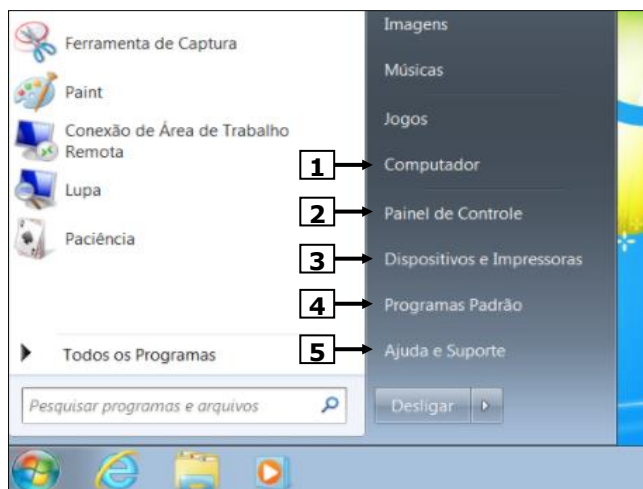 Ferramenta de Captura
Paint
Conexão de Área de Trabalho
Remota
Lupa
Paciência
Todos os Programas
Pesquisar programas e arquivos
Imagens
Músicas
Jogos
1 Computador
2 Painel de Controle
3 Dispositivos e Impressoras
4 Programas Padrão
5 Ajuda e Suporte
Desligar